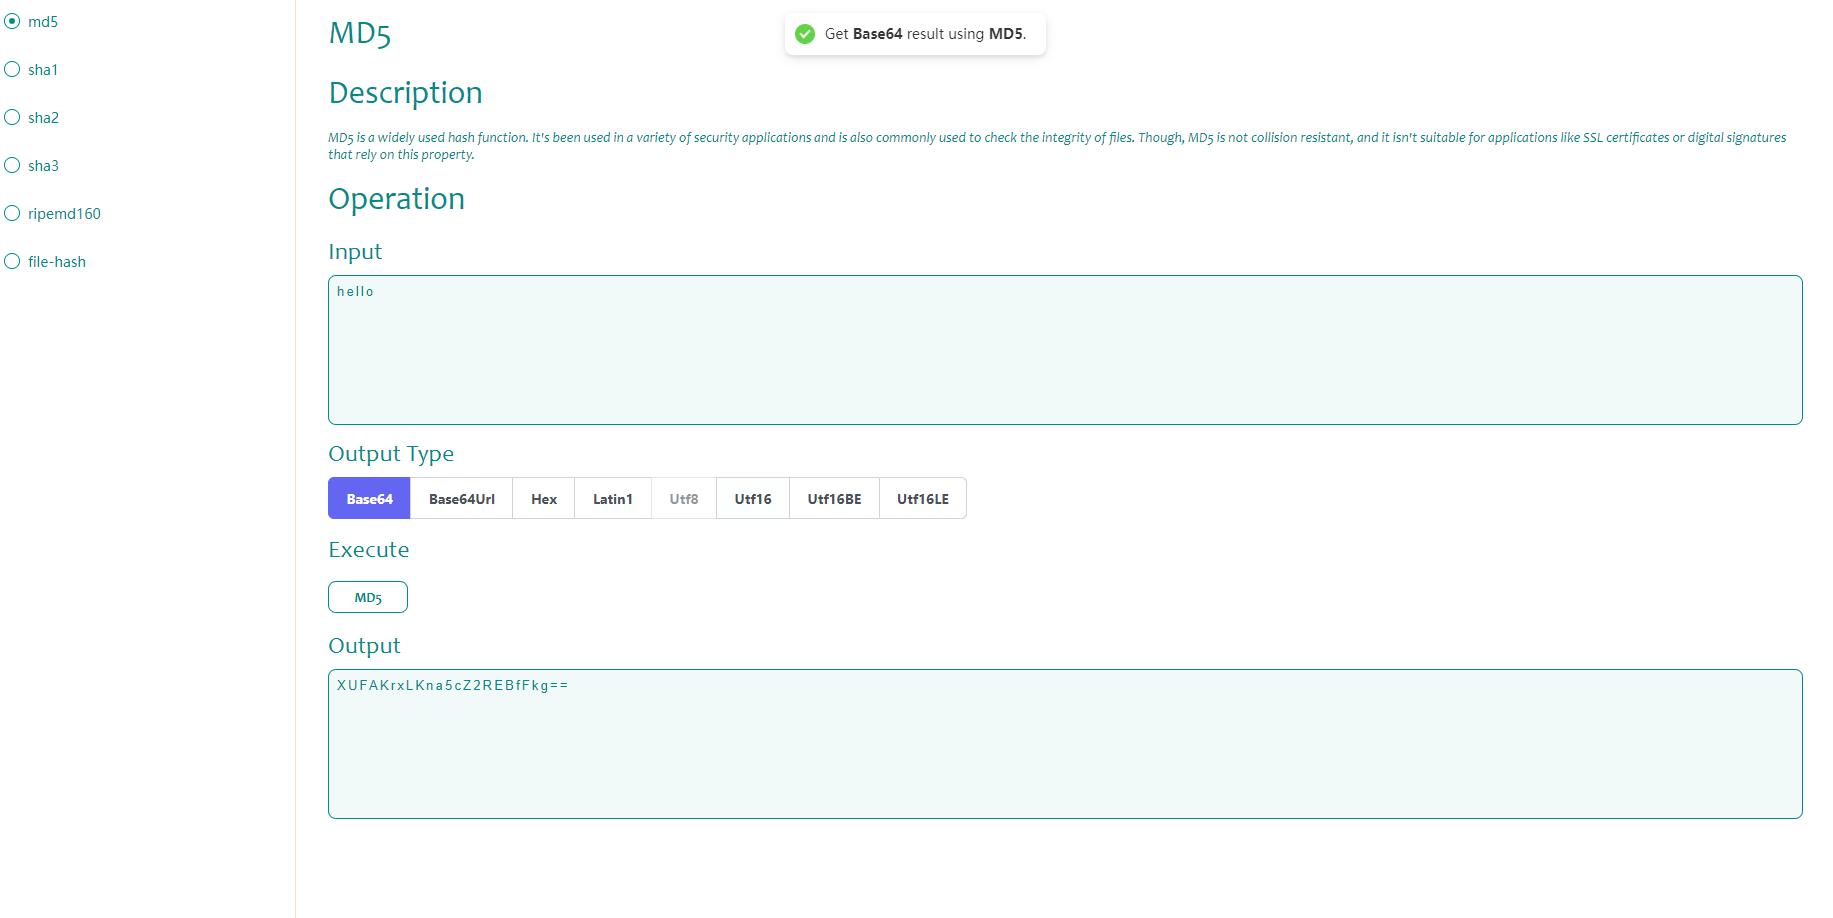 md5
sha1
sha2
sha3
ripemd160
file-hash
Get Base64 result using MD5.
MD5
Description
MD5 is a widely used hash function. It's been used in a variety of security applications and is also commonly used to check the integrity of files. Though, MD5 is not collision resistant, and it isn't suitable for applications like SSL certificates or digital signatures
that rely on this property.
Operation
Input
hello
Output Type
Base64 Base64Url Hex Latin1 Utf8 Utf16 Utf16BE Utf16LE
Execute
MD5
Output
XUFAKrxLKna5cZ2REBfFkg==